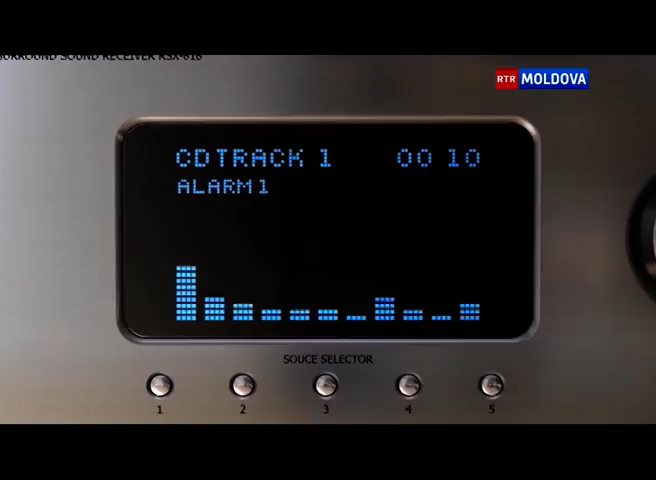 SURROUND SOUND RECEIVER RSX-616
RTR MOLDOVA
CDTRACK 1 00 10
ALARM 1
SOUCE SELECTOR
1 2 3 4 5